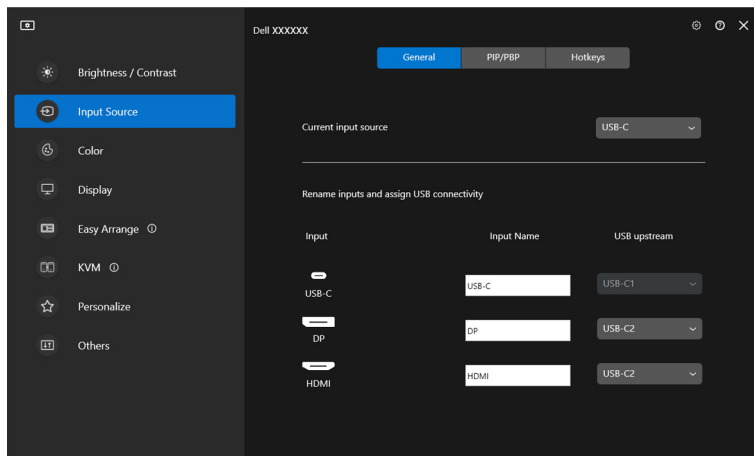 Dell XXXXXX
General PIP/PBP Hotkeys
Brightness / Contrast
Input Source
Color
Display
Easy Arrange
KVM
Personalize
Others
Current input source USB-C
Rename inputs and assign USB connectivity
Input Input Name USB upstream
USB-C USB-C USB-C1
DP DP USB-C2
HDMI HDMI USB-C2